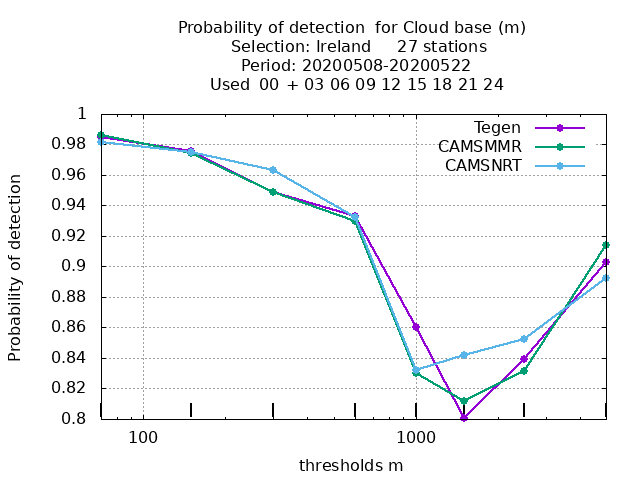 Probability of detection  for Cloud base (m)
Selection: Ireland     27 stations
Period: 20200508-20200522
Used  00 + 03 06 09 12 15 18 21 24
Tegen
CAMSMMR
CAMSNRT
Probability of detection
1
0.98
0.96
0.94
0.92
0.9
0.88
0.86
0.84
0.82
0.8
100
1000
thresholds m